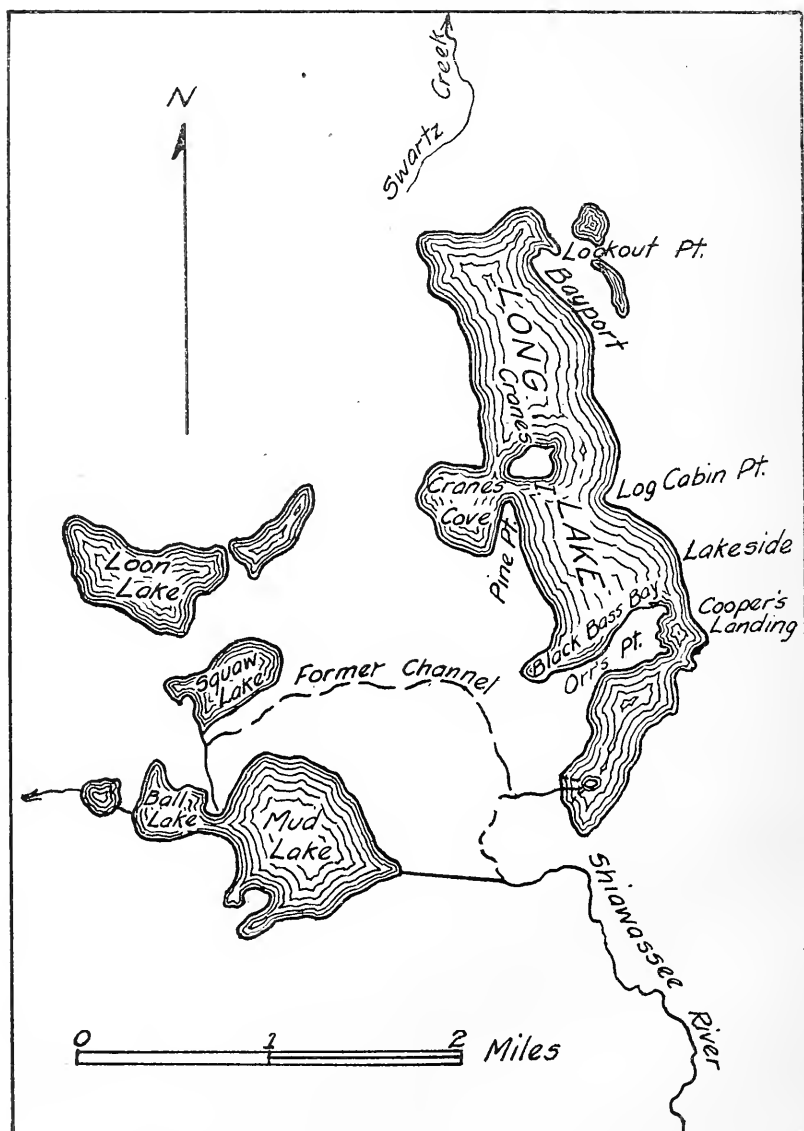 N
Swartz Creek
Lookout Pt.
Bayport
LONG LAKE
Cranes
Cranes
Cove
Log Cabin Pt.
Pine Pt.
Lakeside
Loon
Lake
Black Bass Bay
Cooper's
Landing
Orr's Pt.
Squaw
Lake
Former Channel
Ball
Lake
Mud
Lake
Shiawassee River
0 1 2 Miles